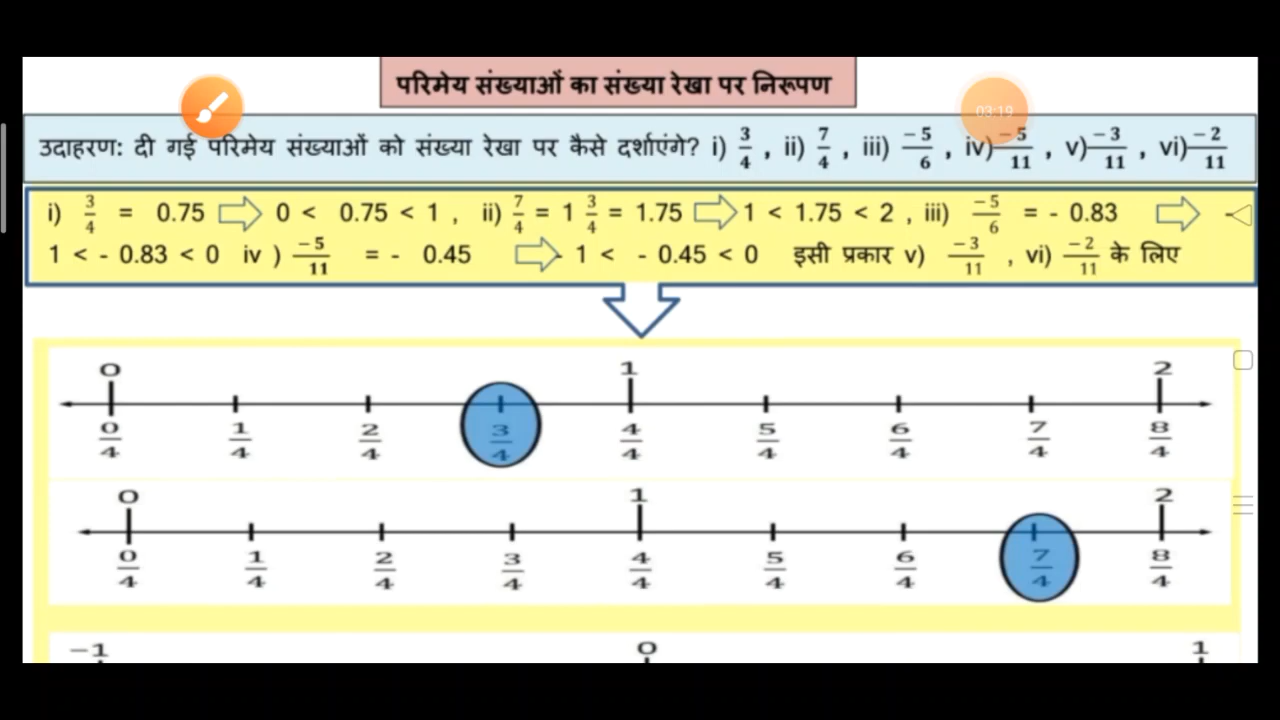 परिमेय संख्याओं का संख्या रेखा पर निरूपण
03:19
उदाहरण: दी गई परिमेय संख्याओं को संख्या रेखा पर कैसे दर्शाएंगे? i) 3/4 , ii) 7/4 , iii) −5/6 , iv) −5/11 , v) −3/11 , vi) −2/11
i) 3/4 = 0.75 ⇨ 0 < 0.75 < 1 , ii) 7/4 = 1 3/4 = 1.75 ⇨ 1 < 1.75 < 2 , iii) −5/6 = - 0.83 ⇨ -
1 < - 0.83 < 0 iv ) −5/11 = - 0.45 ⇨ - 1 < - 0.45 < 0 इसी प्रकार v) −3/11 , vi) −2/11 के लिए
0 1 2
0/4 1/4 2/4 3/4 4/4 5/4 6/4 7/4 8/4
0 1 2
0/4 1/4 2/4 3/4 4/4 5/4 6/4 7/4 8/4
−1 0 1